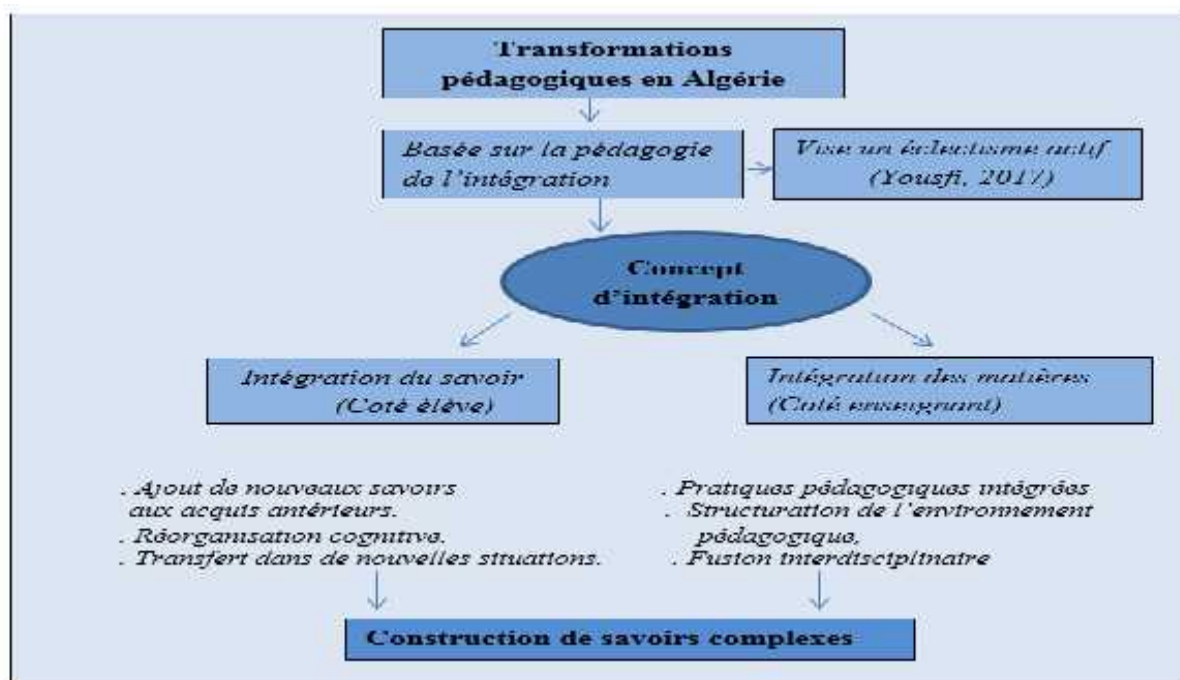 Transformations
pédagogiques en Algérie
Basée sur la pédagogie
de l'intégration
Vise un éclectisme actif
(Yousfi, 2017)
Concept
d'intégration
Intégration du savoir
(Coté élève)
Intégration des matières
(Coté enseignant)
. Ajout de nouveaux savoirs
aux acquis antérieurs.
. Réorganisation cognitive.
. Transfert dans de nouvelles situations.
. Pratiques pédagogiques intégrées
. Structuration de l'environnement
pédagogique,
. Fusion interdisciplinaire
Construction de savoirs complexes